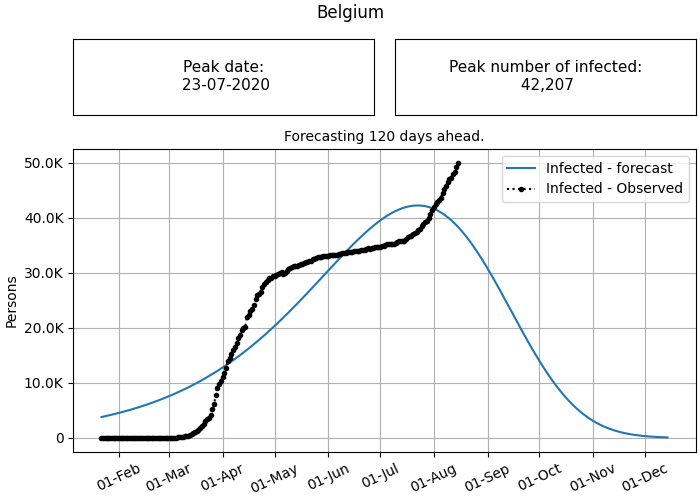 Belgium
Peak date:
23-07-2020
Peak number of infected:
42,207
Forecasting 120 days ahead.
50.0K
40.0K
30.0K
20.0K
10.0K
0
Persons
Infected - forecast
Infected - Observed
01-Feb
01-Mar
01-Apr
01-May
01-Jun
01-Jul
01-Aug
01-Sep
01-Oct
01-Nov
01-Dec